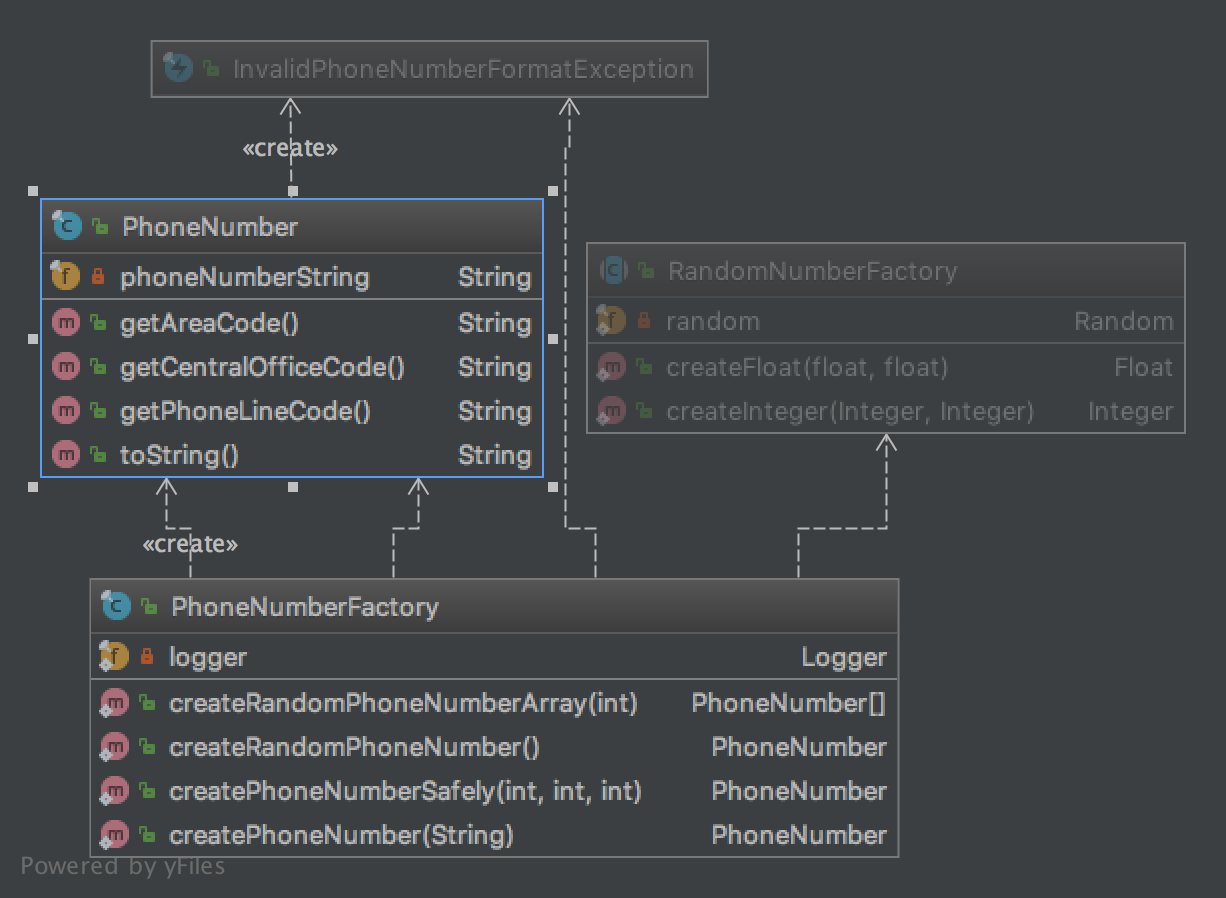 InvalidPhoneNumberFormatException
«create»
PhoneNumber
phoneNumberString String
getAreaCode() String
getCentralOfficeCode() String
getPhoneLineCode() String
toString() String
RandomNumberFactory
random Random
createFloat(float, float) Float
createInteger(Integer, Integer) Integer
«create»
PhoneNumberFactory
logger Logger
createRandomPhoneNumberArray(int) PhoneNumber[]
createRandomPhoneNumber() PhoneNumber
createPhoneNumberSafely(int, int, int) PhoneNumber
createPhoneNumber(String) PhoneNumber
Powered by yFiles